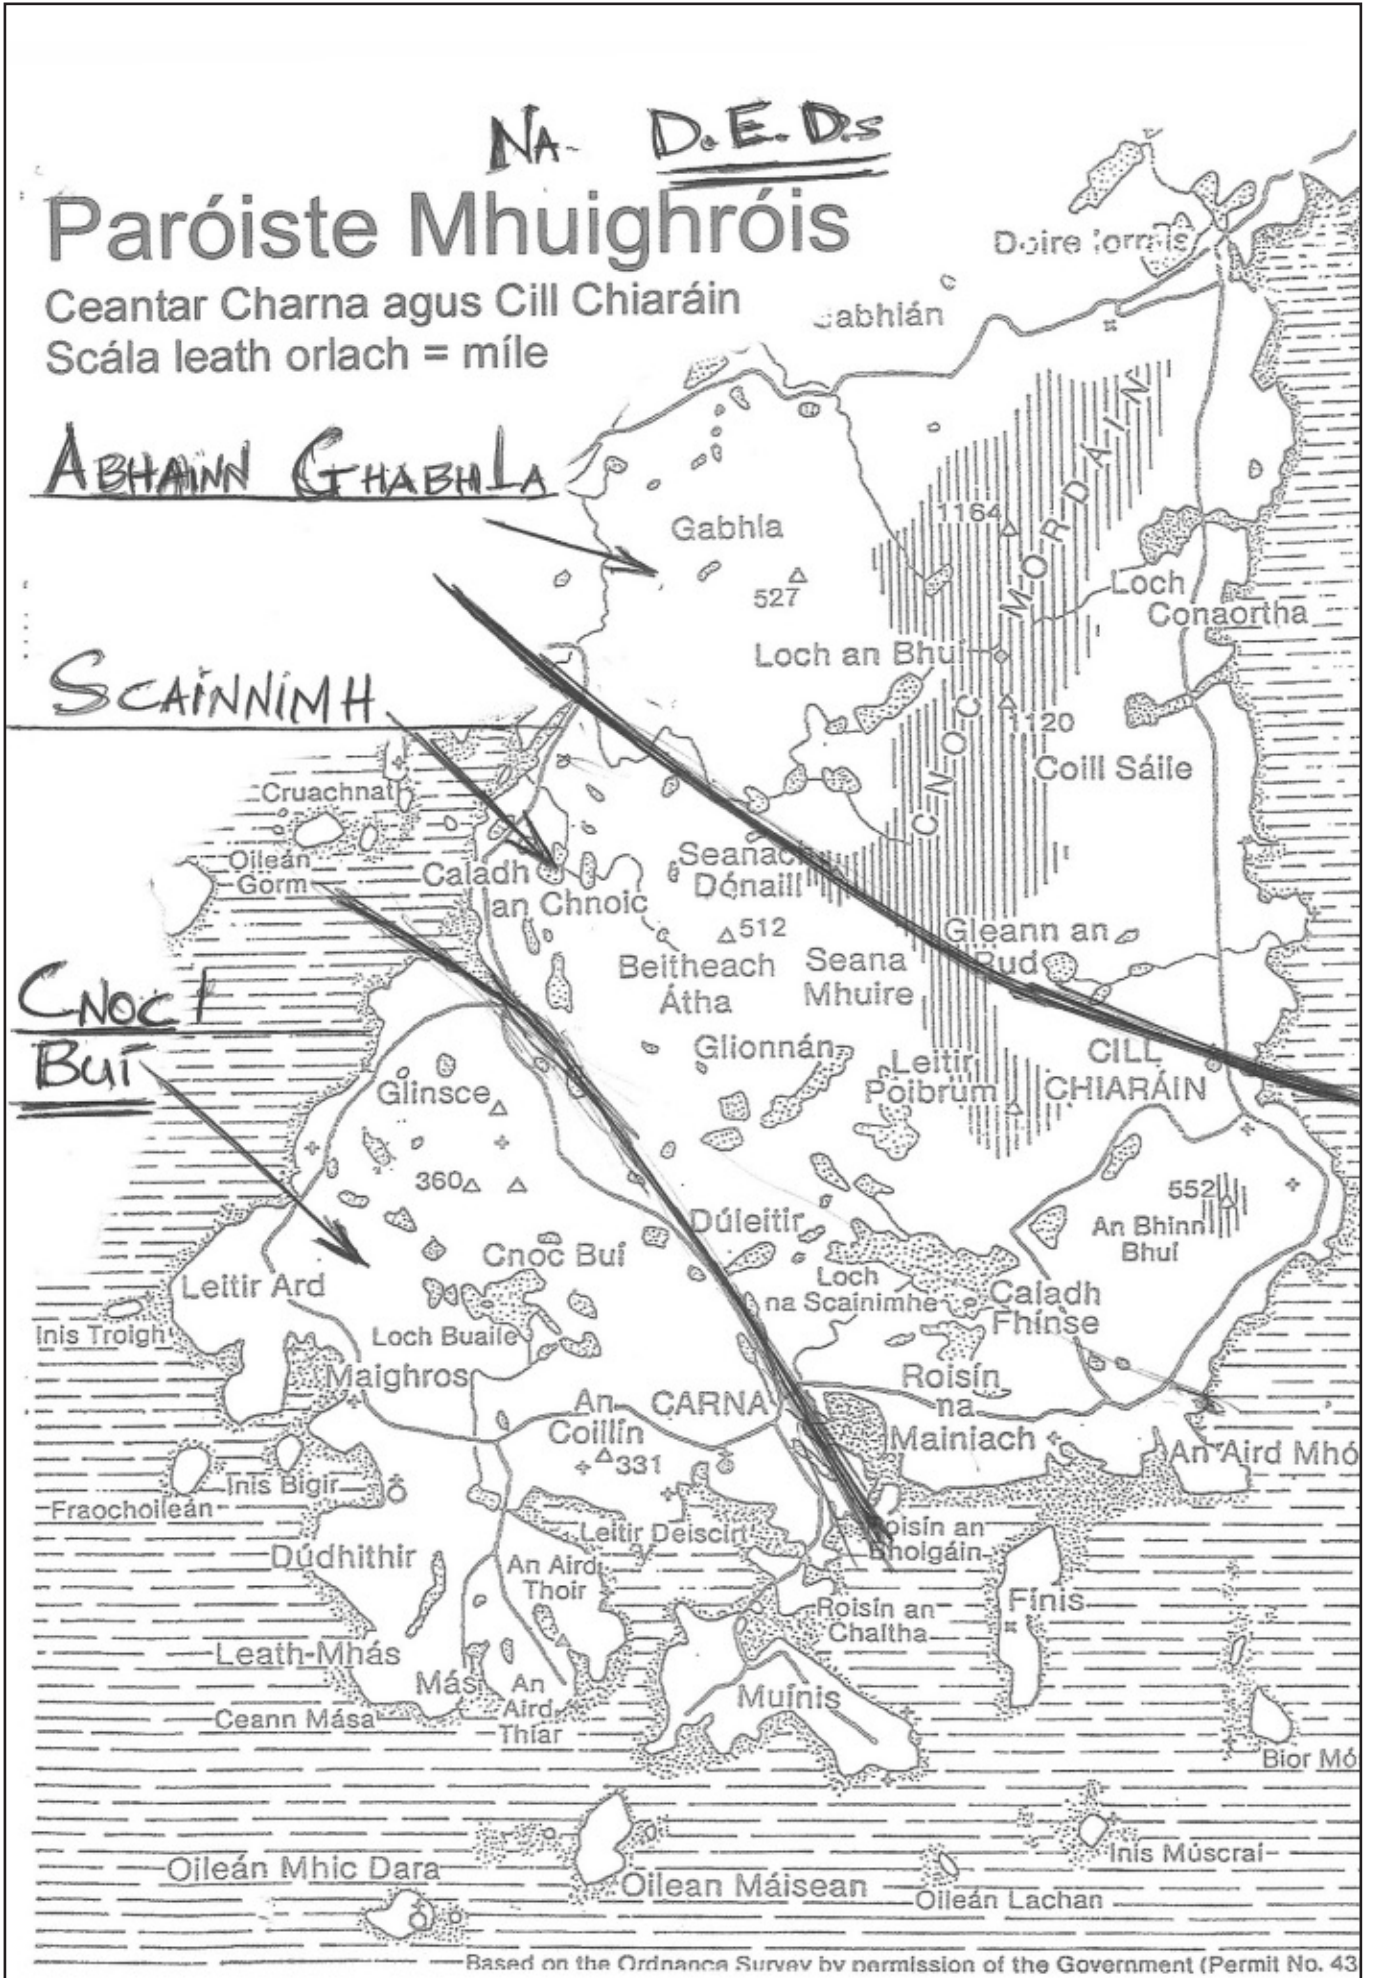 NA D.E.D.s
Paróiste Mhuighróis
Ceantar Charna agus Cill Chiaráin
Scála leath orlach = míle
ABHAINN GHABHLA
SCAINNIMH
CNOC
BUÍ
Doire
Gabhla
527
1164
CNOC MORDÁIN
Loch
Conaortha
Loch an Bhuí
1120
Coill Sáile
Cruachnat
Oileán
Gorm
Caladh
an Chnoic
Seanach
Dónaill
512
Beitheach
Átha
Seana
Mhuire
Gleann an
Rud
Glionnán
Leitir
Poibrum
CILL
CHIARÁIN
Glinsce
360
552
An Bhinn
Bhuí
Dúleitir
Cnoc Buí
Leitir Ard
Loch
na Scainimhe
Caladh
Fhínse
Inis Troigh
Loch Buaile
Maighros
Roisín
na
Mainiach
An
Coillín
CARNA
331
An Aird Mhó
Inis Bigir
Fraochoileán
Leitir Deiscirt
Roisín an
Bholgáin
Dúdhithir
An Aird
Thoir
Fínis
Roisín an
Chaltha
Leath-Mhás
Más
An
Aird
Thiar
Ceann Mása
Muínis
Bior Mó
Inis Múscraí
Oileán Mhic Dara
Oilean Máisean
Oileán Lachan
Based on the Ordnance Survey by permission of the Government (Permit No. 43